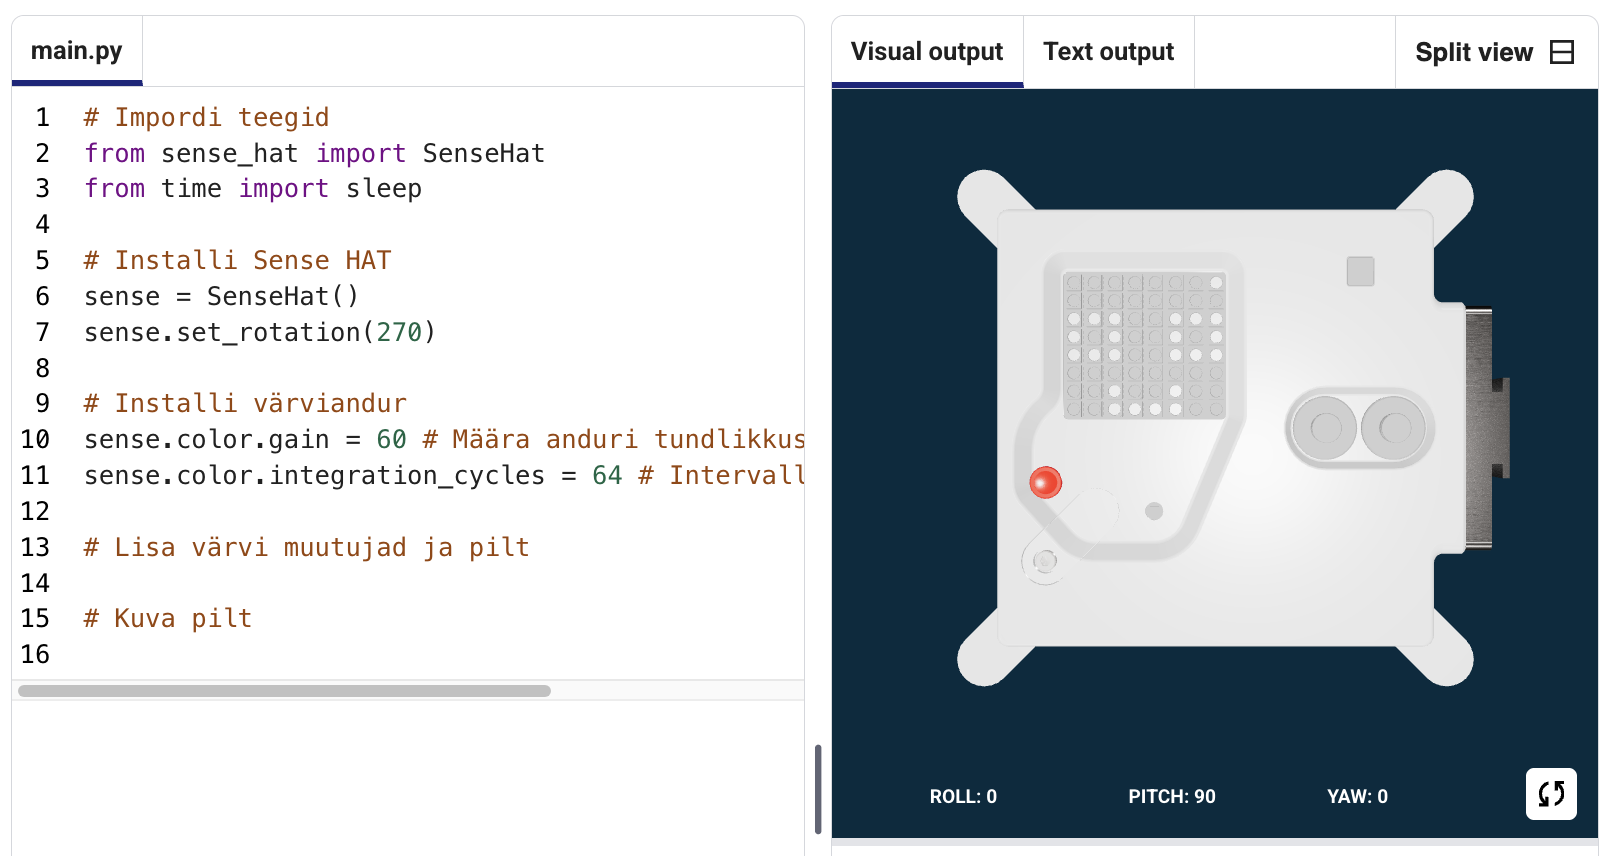 main.py
1 # Impordi teegid
2 from sense_hat import SenseHat
3 from time import sleep
4
5 # Installi Sense HAT
6 sense = SenseHat()
7 sense.set_rotation(270)
8
9 # Installi värviandur
10 sense.color.gain = 60 # Määra anduri tundlikkus
11 sense.color.integration_cycles = 64 # Intervall
12
13 # Lisa värvi muutujad ja pilt
14
15 # Kuva pilt
16
Visual output Text output Split view
ROLL: 0 PITCH: 90 YAW: 0